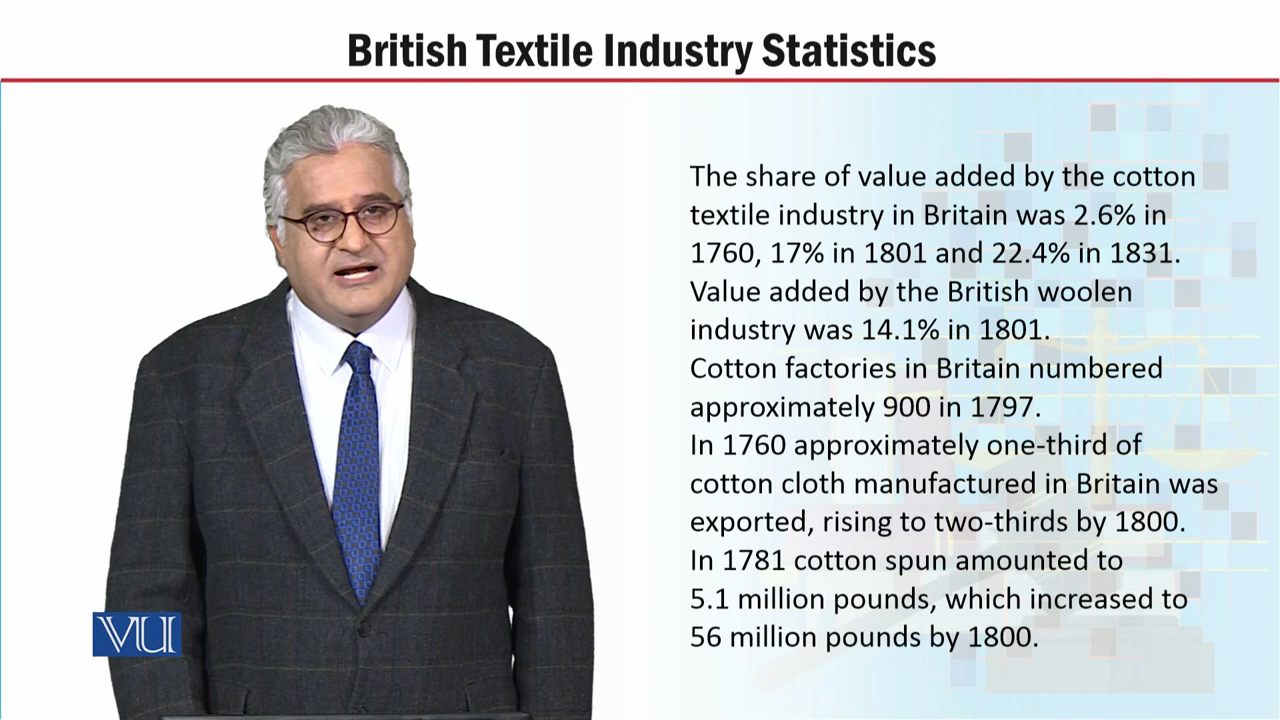 British Textile Industry Statistics
The share of value added by the cotton
textile industry in Britain was 2.6% in
1760, 17% in 1801 and 22.4% in 1831.
Value added by the British woolen
industry was 14.1% in 1801.
Cotton factories in Britain numbered
approximately 900 in 1797.
In 1760 approximately one-third of
cotton cloth manufactured in Britain was
exported, rising to two-thirds by 1800.
In 1781 cotton spun amounted to
5.1 million pounds, which increased to
56 million pounds by 1800.
VU